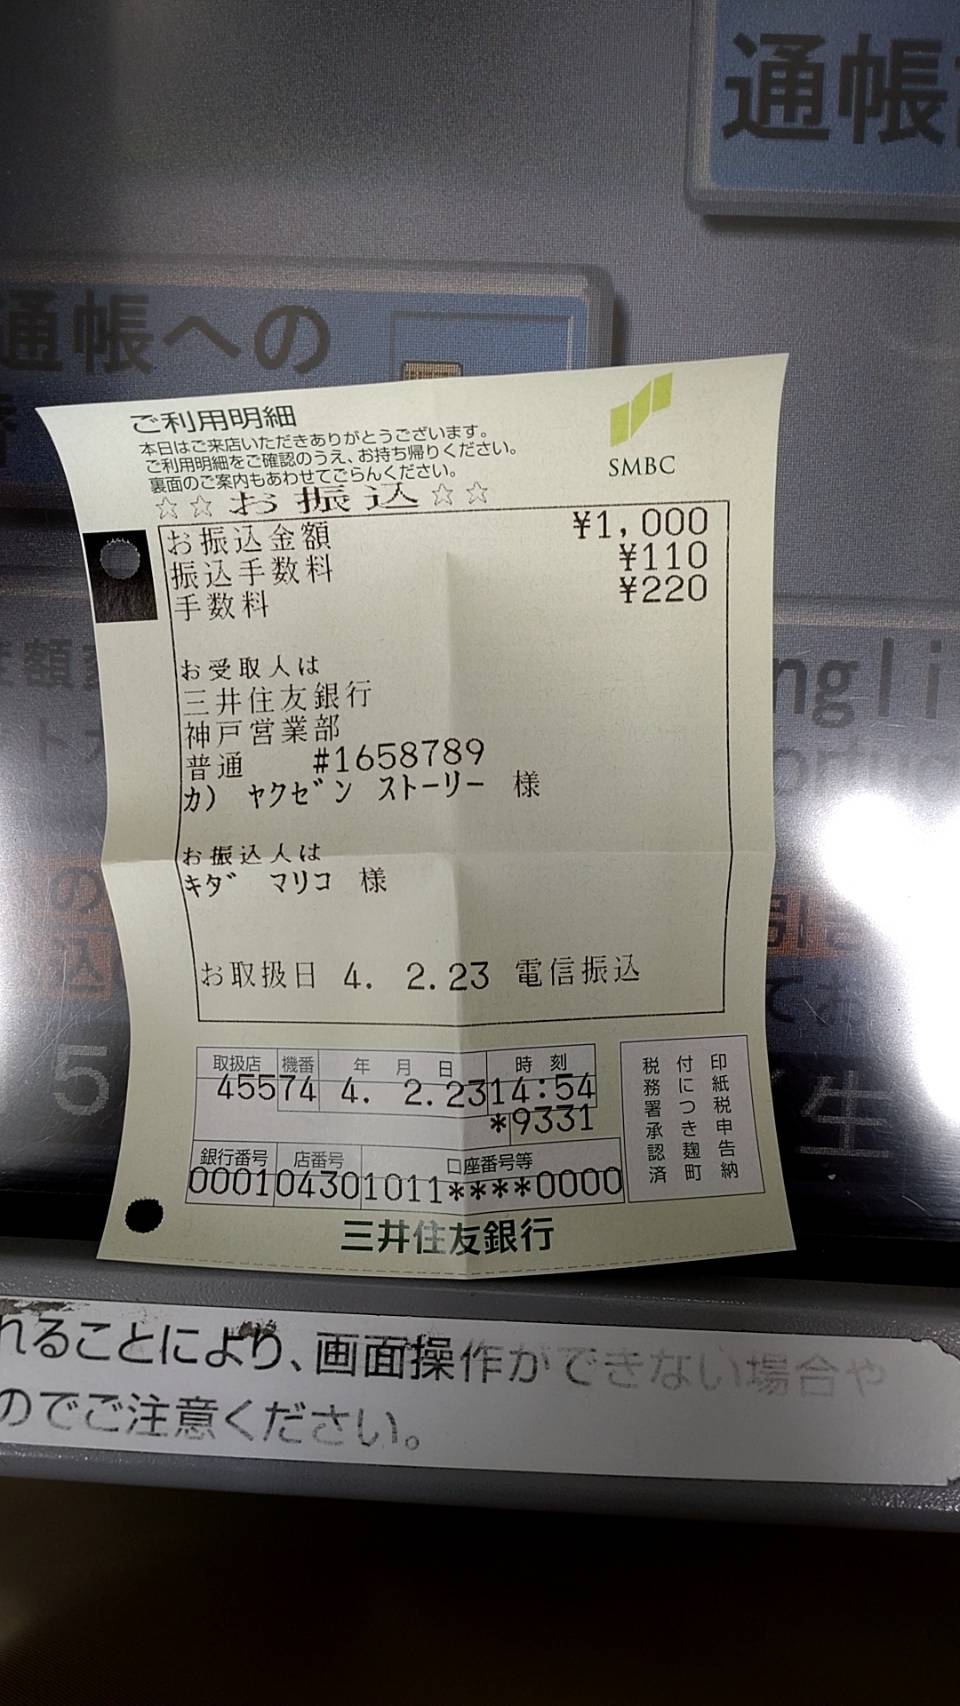 通帳
通帳への
ngli
ご利用明細
本日はご来店いただきありがとうございます。
ご利用明細をご確認のうえ、お持ち帰りください。
裏面のご案内もあわせてごらんください。
SMBC
☆☆お振込☆☆
お振込金額 ¥1,000
振込手数料 ¥110
手数料 ¥220
お受取人は
三井住友銀行
神戸営業部
普通 #1658789
カ) ヤクゼン ストーリー 様
お振込人は
キダ マリコ 様
お取扱日 4. 2.23 電信振込
取扱店 機番 年 月 日 時 刻
45574 4. 2.2314:54
*9331
銀行番号 店番号 口座番号等
000104301011****0000
印紙税申告納
付につき麹町
税務署承認済
三井住友銀行
れることにより、画面操作ができない場合や
のでご注意ください。